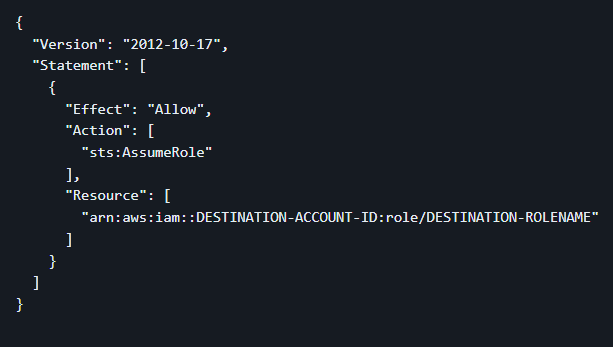 {
  "Version": "2012-10-17",
  "Statement": [
    {
      "Effect": "Allow",
      "Action": [
        "sts:AssumeRole"
      ],
      "Resource": [
        "arn:aws:iam::DESTINATION-ACCOUNT-ID:role/DESTINATION-ROLENAME"
      ]
    }
  ]
}